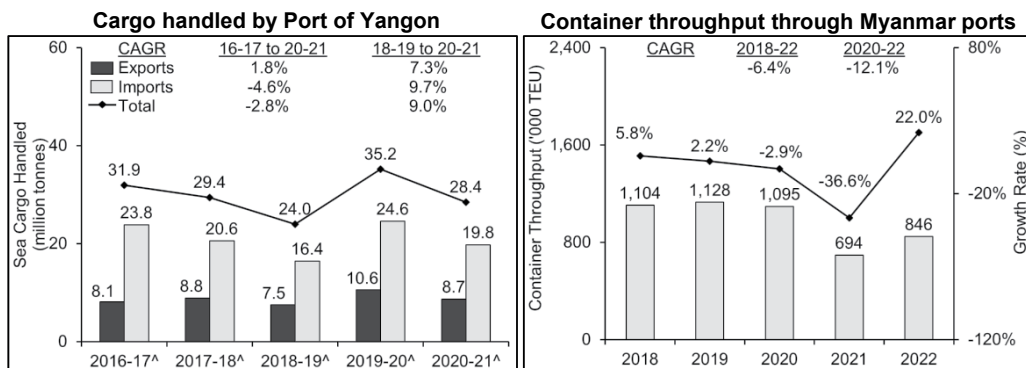 Cargo handled by Port of Yangon
60
50
40
20
0
Sea Cargo Handled
(million tonnes)
CAGR 16-17 to 20-21 18-19 to 20-21
Exports 1.8% 7.3%
Imports -4.6% 9.7%
Total -2.8% 9.0%
31.9 29.4 24.0 35.2 28.4
23.8 20.6 16.4 24.6 19.8
8.1 8.8 7.5 10.6 8.7
2016-17^ 2017-18^ 2018-19^ 2019-20^ 2020-21^
Container throughput through Myanmar ports
2,400
1,600
800
0
Container Throughput ('000 TEU)
CAGR 2018-22 2020-22
-6.4% -12.1%
5.8% 2.2% -2.9% -36.6% 22.0%
1,104 1,128 1,095 694 846
2018 2019 2020 2021 2022
80%
-20%
-120%
Growth Rate (%)